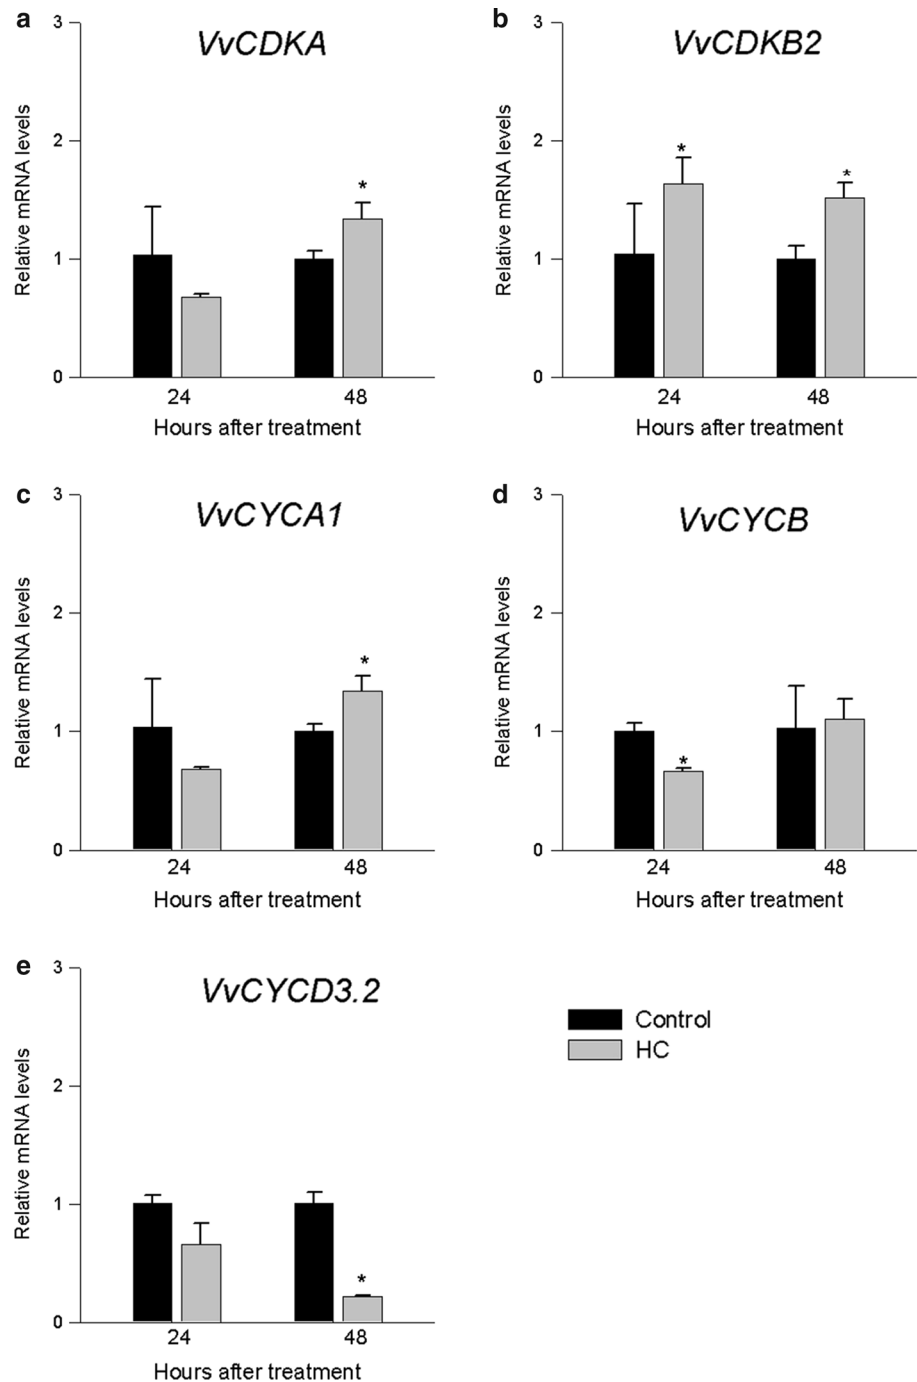 a
VvCDKA
3
2
1
0
Relative mRNA levels
*
24 48
Hours after treatment
b
VvCDKB2
3
2
1
0
Relative mRNA levels
* *
24 48
Hours after treatment
c
VvCYCA1
3
2
1
0
Relative mRNA levels
*
24 48
Hours after treatment
d
VvCYCB
3
2
1
0
Relative mRNA levels
*
24 48
Hours after treatment
e
VvCYCD3.2
3
2
1
0
Relative mRNA levels
*
24 48
Hours after treatment
Control
HC